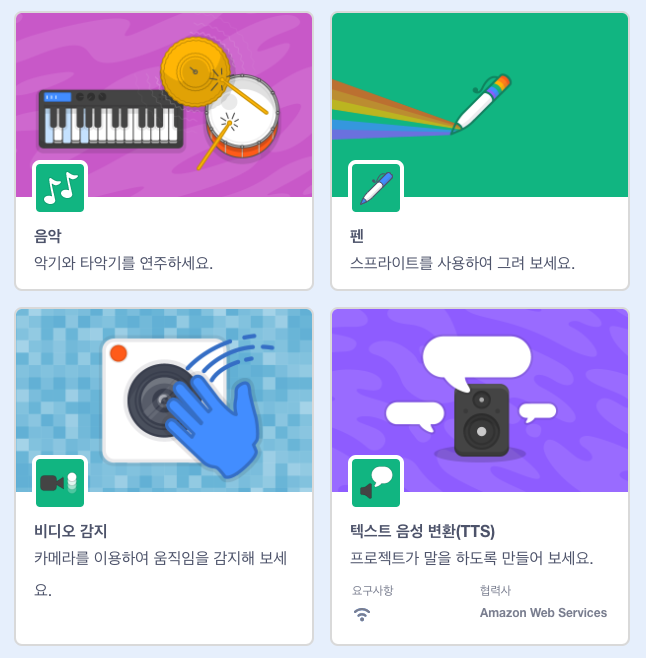 음악
악기와 타악기를 연주하세요.
펜
스프라이트를 사용하여 그려 보세요.
비디오 감지
카메라를 이용하여 움직임을 감지해 보세
요.
텍스트 음성 변환(TTS)
프로젝트가 말을 하도록 만들어 보세요.
요구사항
협력사
Amazon Web Services